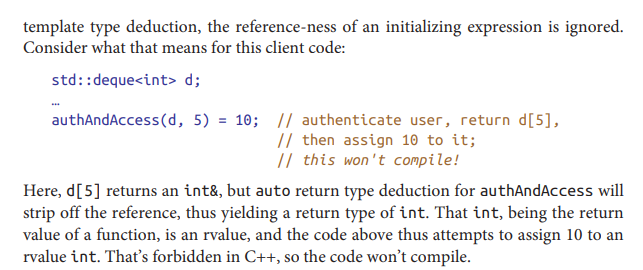 template type deduction, the reference-ness of an initializing expression is ignored.
Consider what that means for this client code:
std::deque<int> d;
…
authAndAccess(d, 5) = 10;  // authenticate user, return d[5],
// then assign 10 to it;
// this won't compile!
Here, d[5] returns an int&, but auto return type deduction for authAndAccess will
strip off the reference, thus yielding a return type of int. That int, being the return
value of a function, is an rvalue, and the code above thus attempts to assign 10 to an
rvalue int. That's forbidden in C++, so the code won't compile.